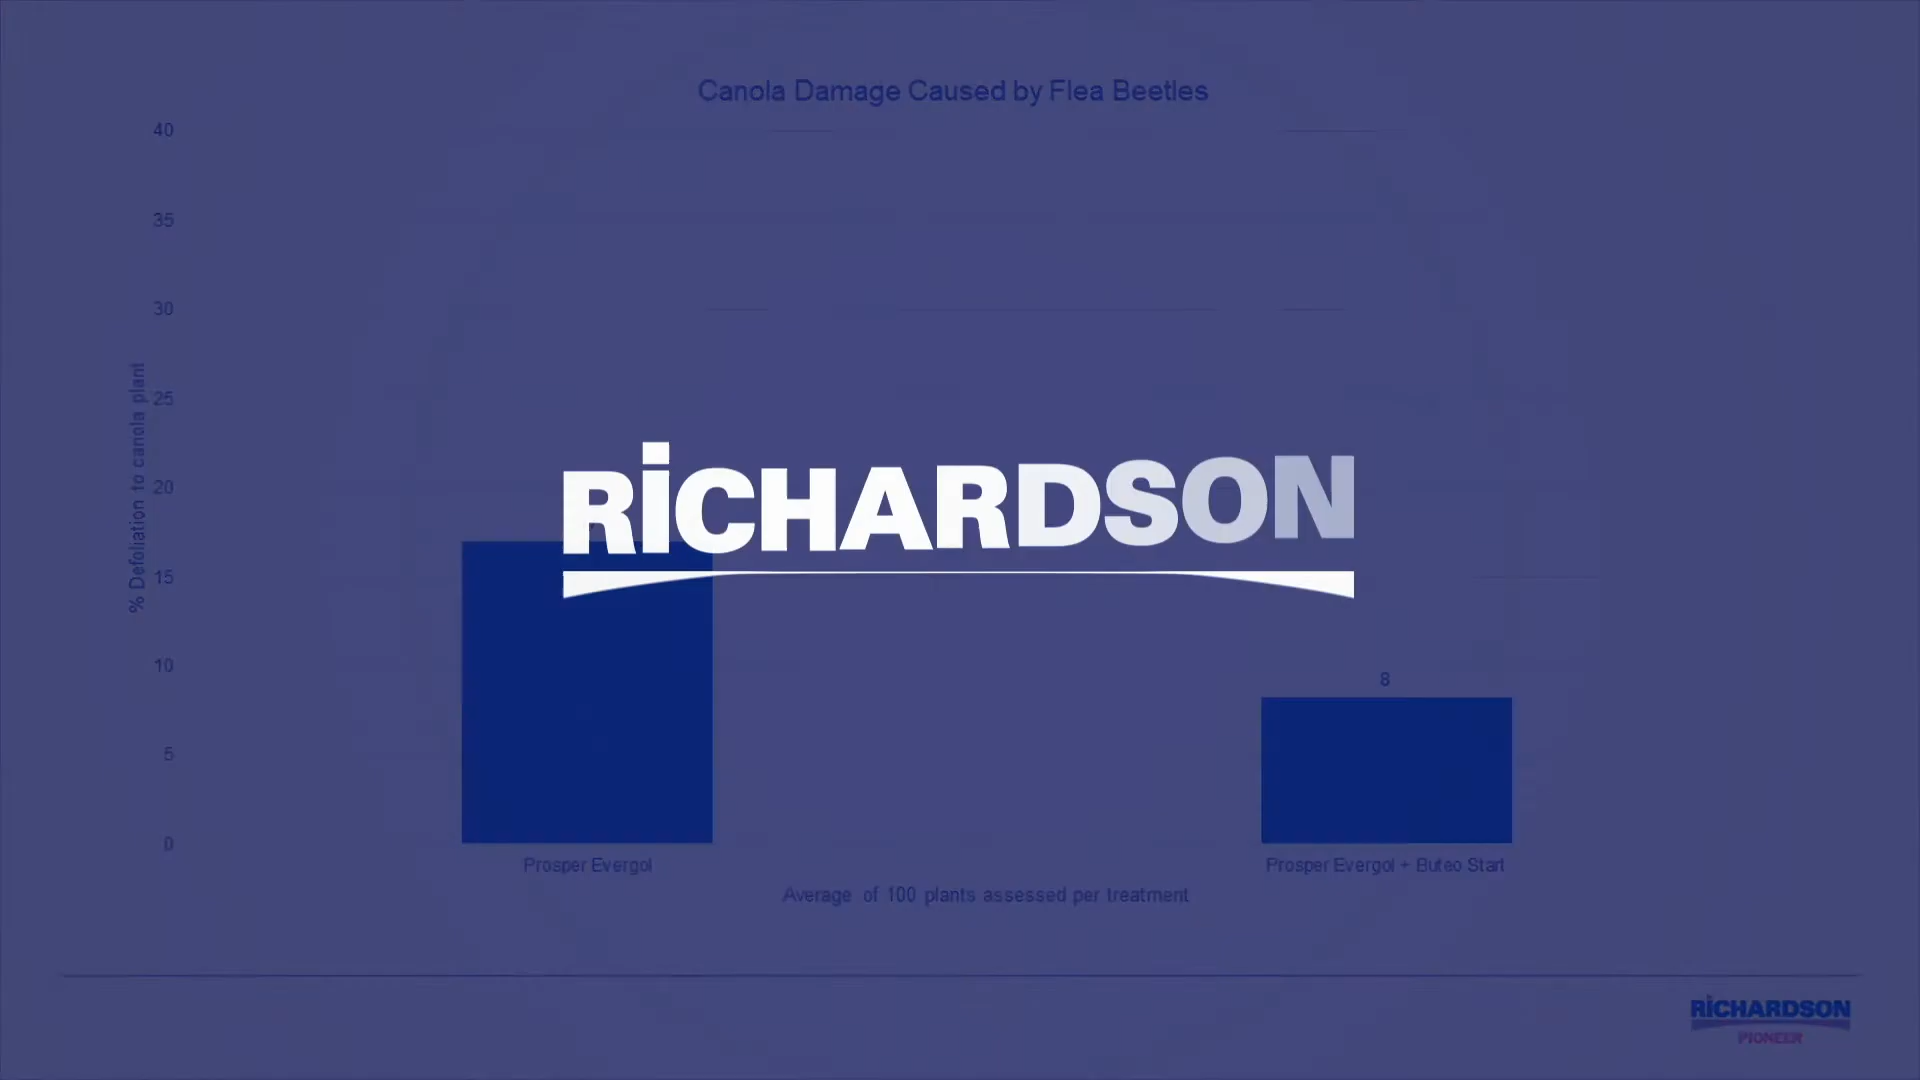 Canola Damage Caused by Flea Beetles
40
35
30
25
20
15
10
5
0
% Defoliation to canola plant
RiCHARDSON
8
Prosper Evergol
Prosper Evergol + Buteo Start
Average of 100 plants assessed per treatment
RiCHARDSON
PIONEER